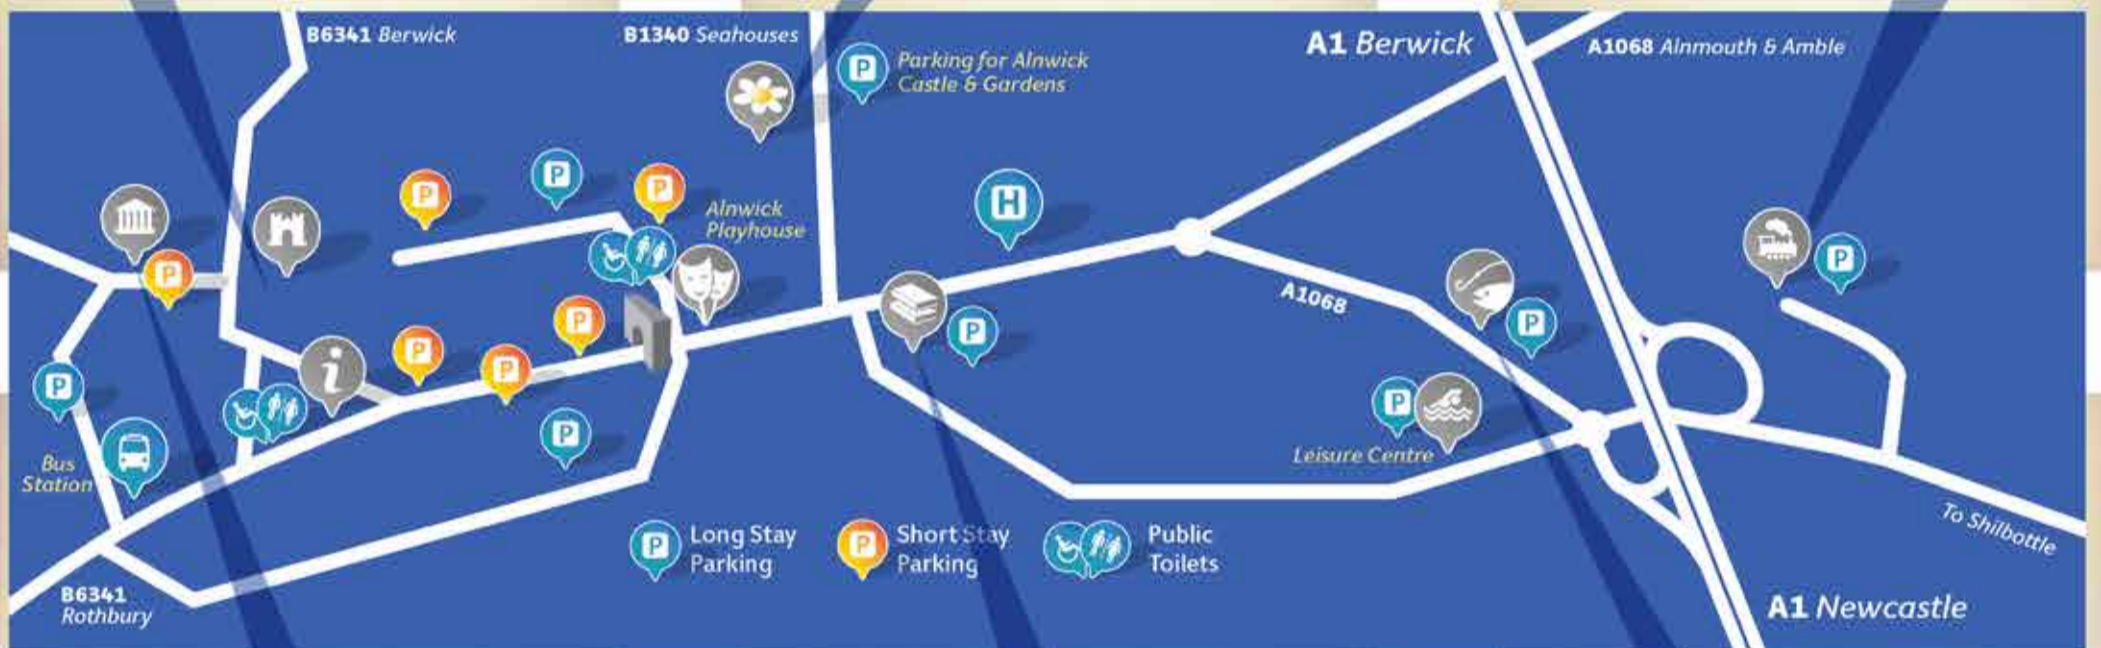 B6341 Berwick
B1340 Seahouses
P
Parking for Alnwick
Castle & Gardens
A1 Berwick
A1068 Alnmouth & Amble
P
P
P
Alnwick
Playhouse
H
P
P
A1068
P
P
P
P
i
P
P
P
P
Leisure Centre
Bus
Station
P
Long Stay
Parking
P
Short Stay
Parking
Public
Toilets
To Shilbottle
B6341
Rothbury
A1 Newcastle